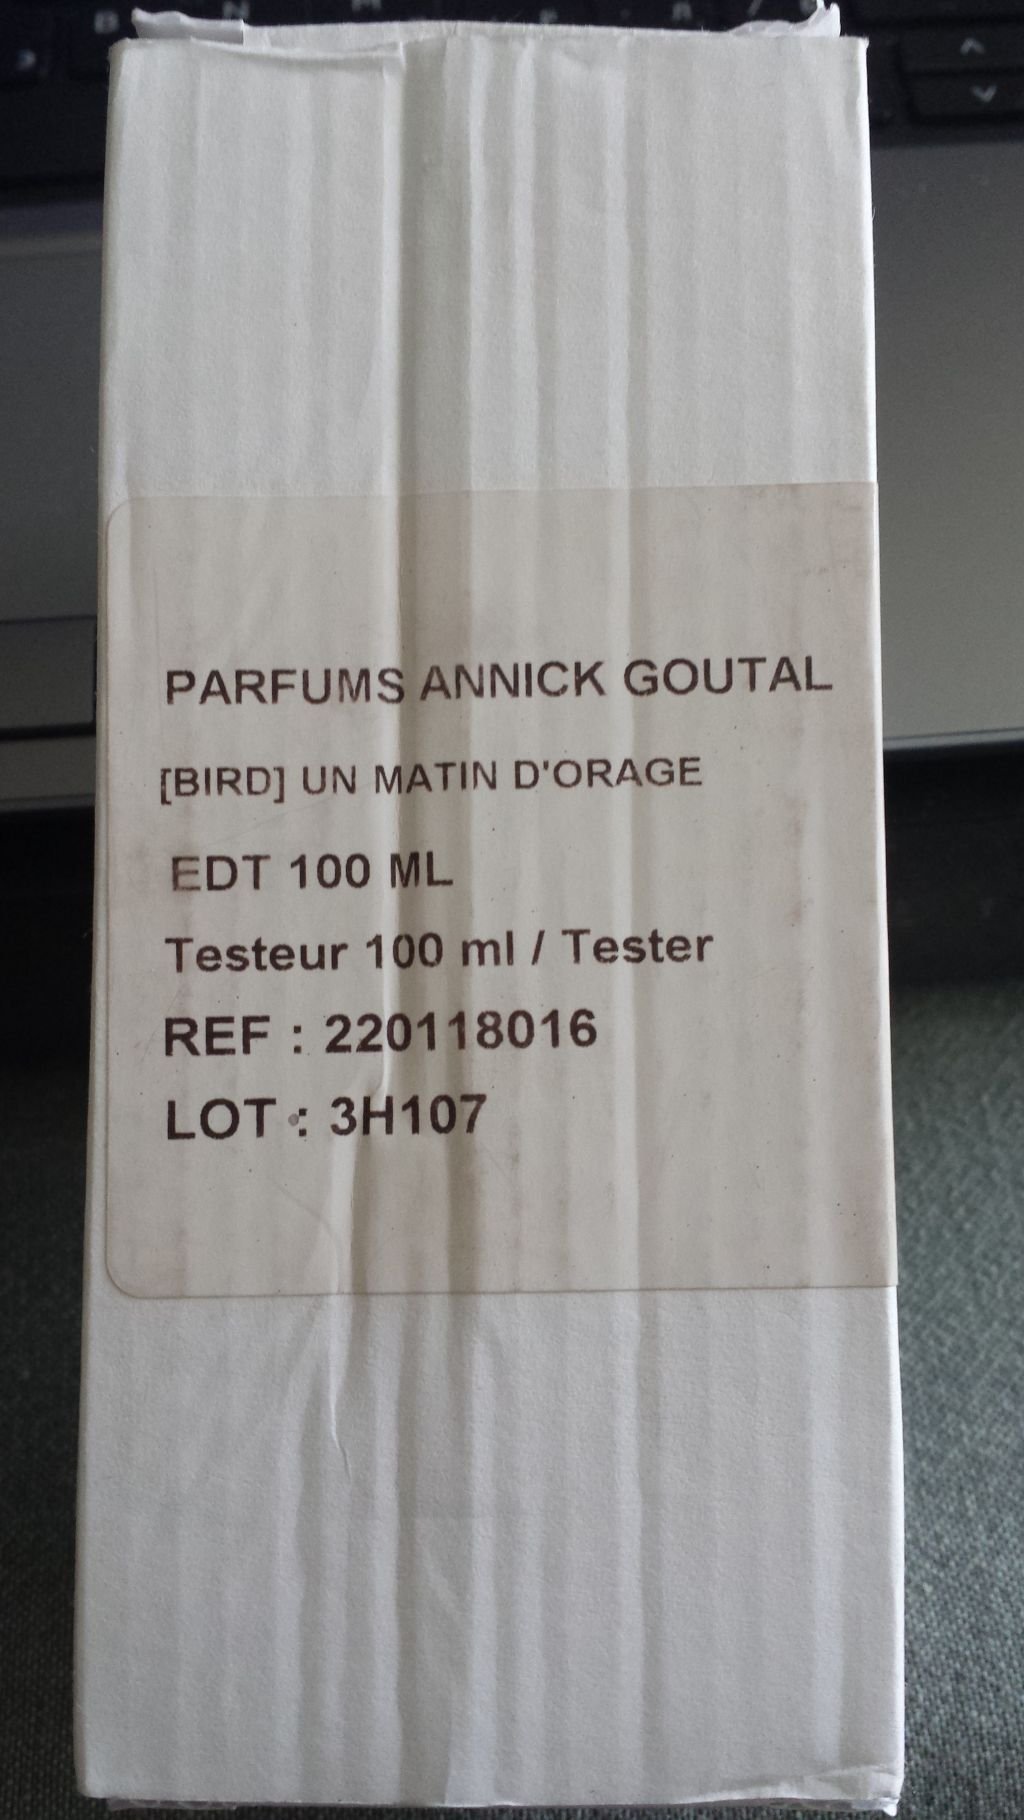 PARFUMS ANNICK GOUTAL
[BIRD] UN MATIN D'ORAGE
EDT 100 ML
Testeur 100 ml / Tester
REF : 220118016
LOT : 3H107